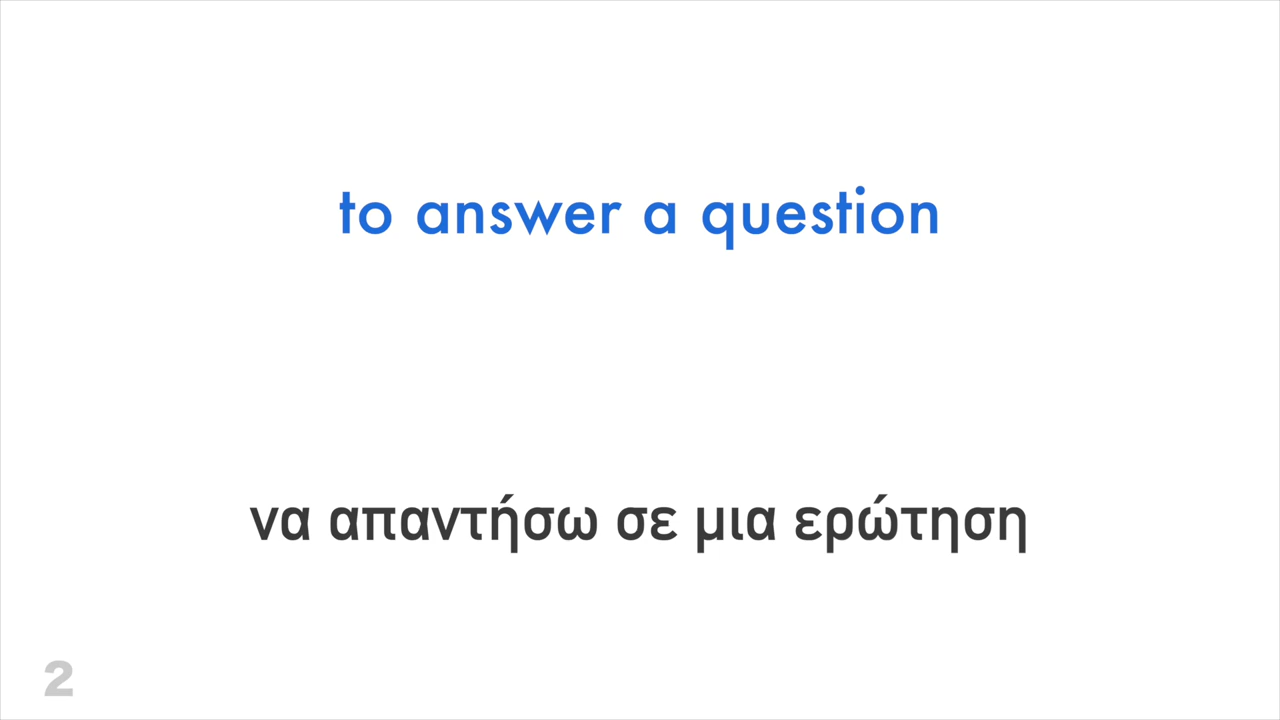 to answer a question
να απαντήσω σε μια ερώτηση
2